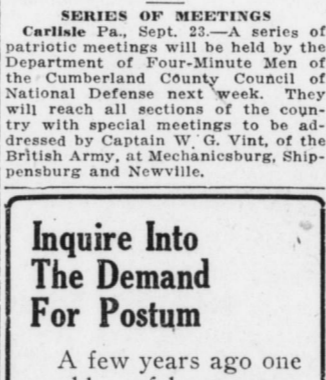 SERIES OF MEETINGS
Carlisle Pa., Sept. 23.—A series of
patriotic meetings will be held by the
Department of Four-Minute Men of
the Cumberland County Council of
National Defense next week. They
will reach all sections of the coun-
try with special meetings to be ad-
dressed by Captain W. G. Vint, of the
British Army, at Mechanicsburg, Ship-
pensburg and Newville.
Inquire Into
The Demand
For Postum
A few years ago one